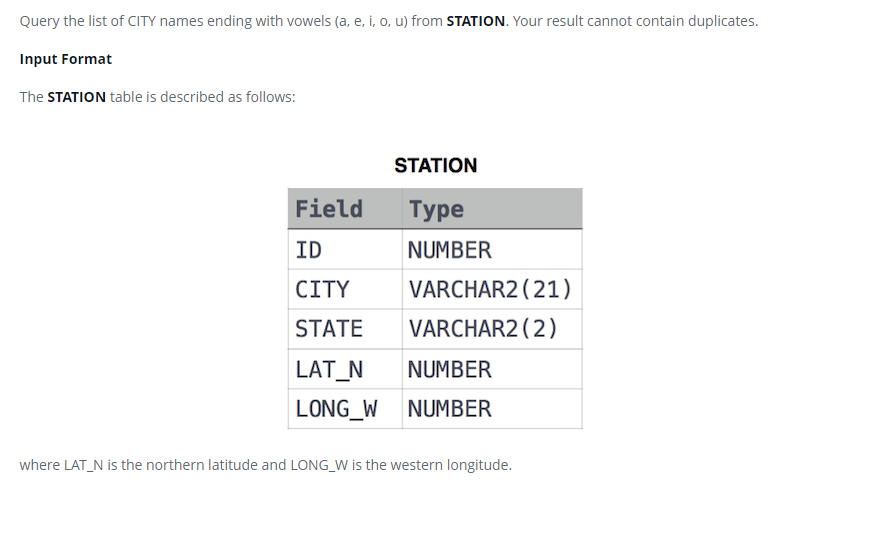 Query the list of CITY names ending with vowels (a, e, i, o, u) from STATION. Your result cannot contain duplicates.
Input Format
The STATION table is described as follows:
STATION
Field Type
ID NUMBER
CITY VARCHAR2(21)
STATE VARCHAR2(2)
LAT_N NUMBER
LONG_W NUMBER
where LAT_N is the northern latitude and LONG_W is the western longitude.